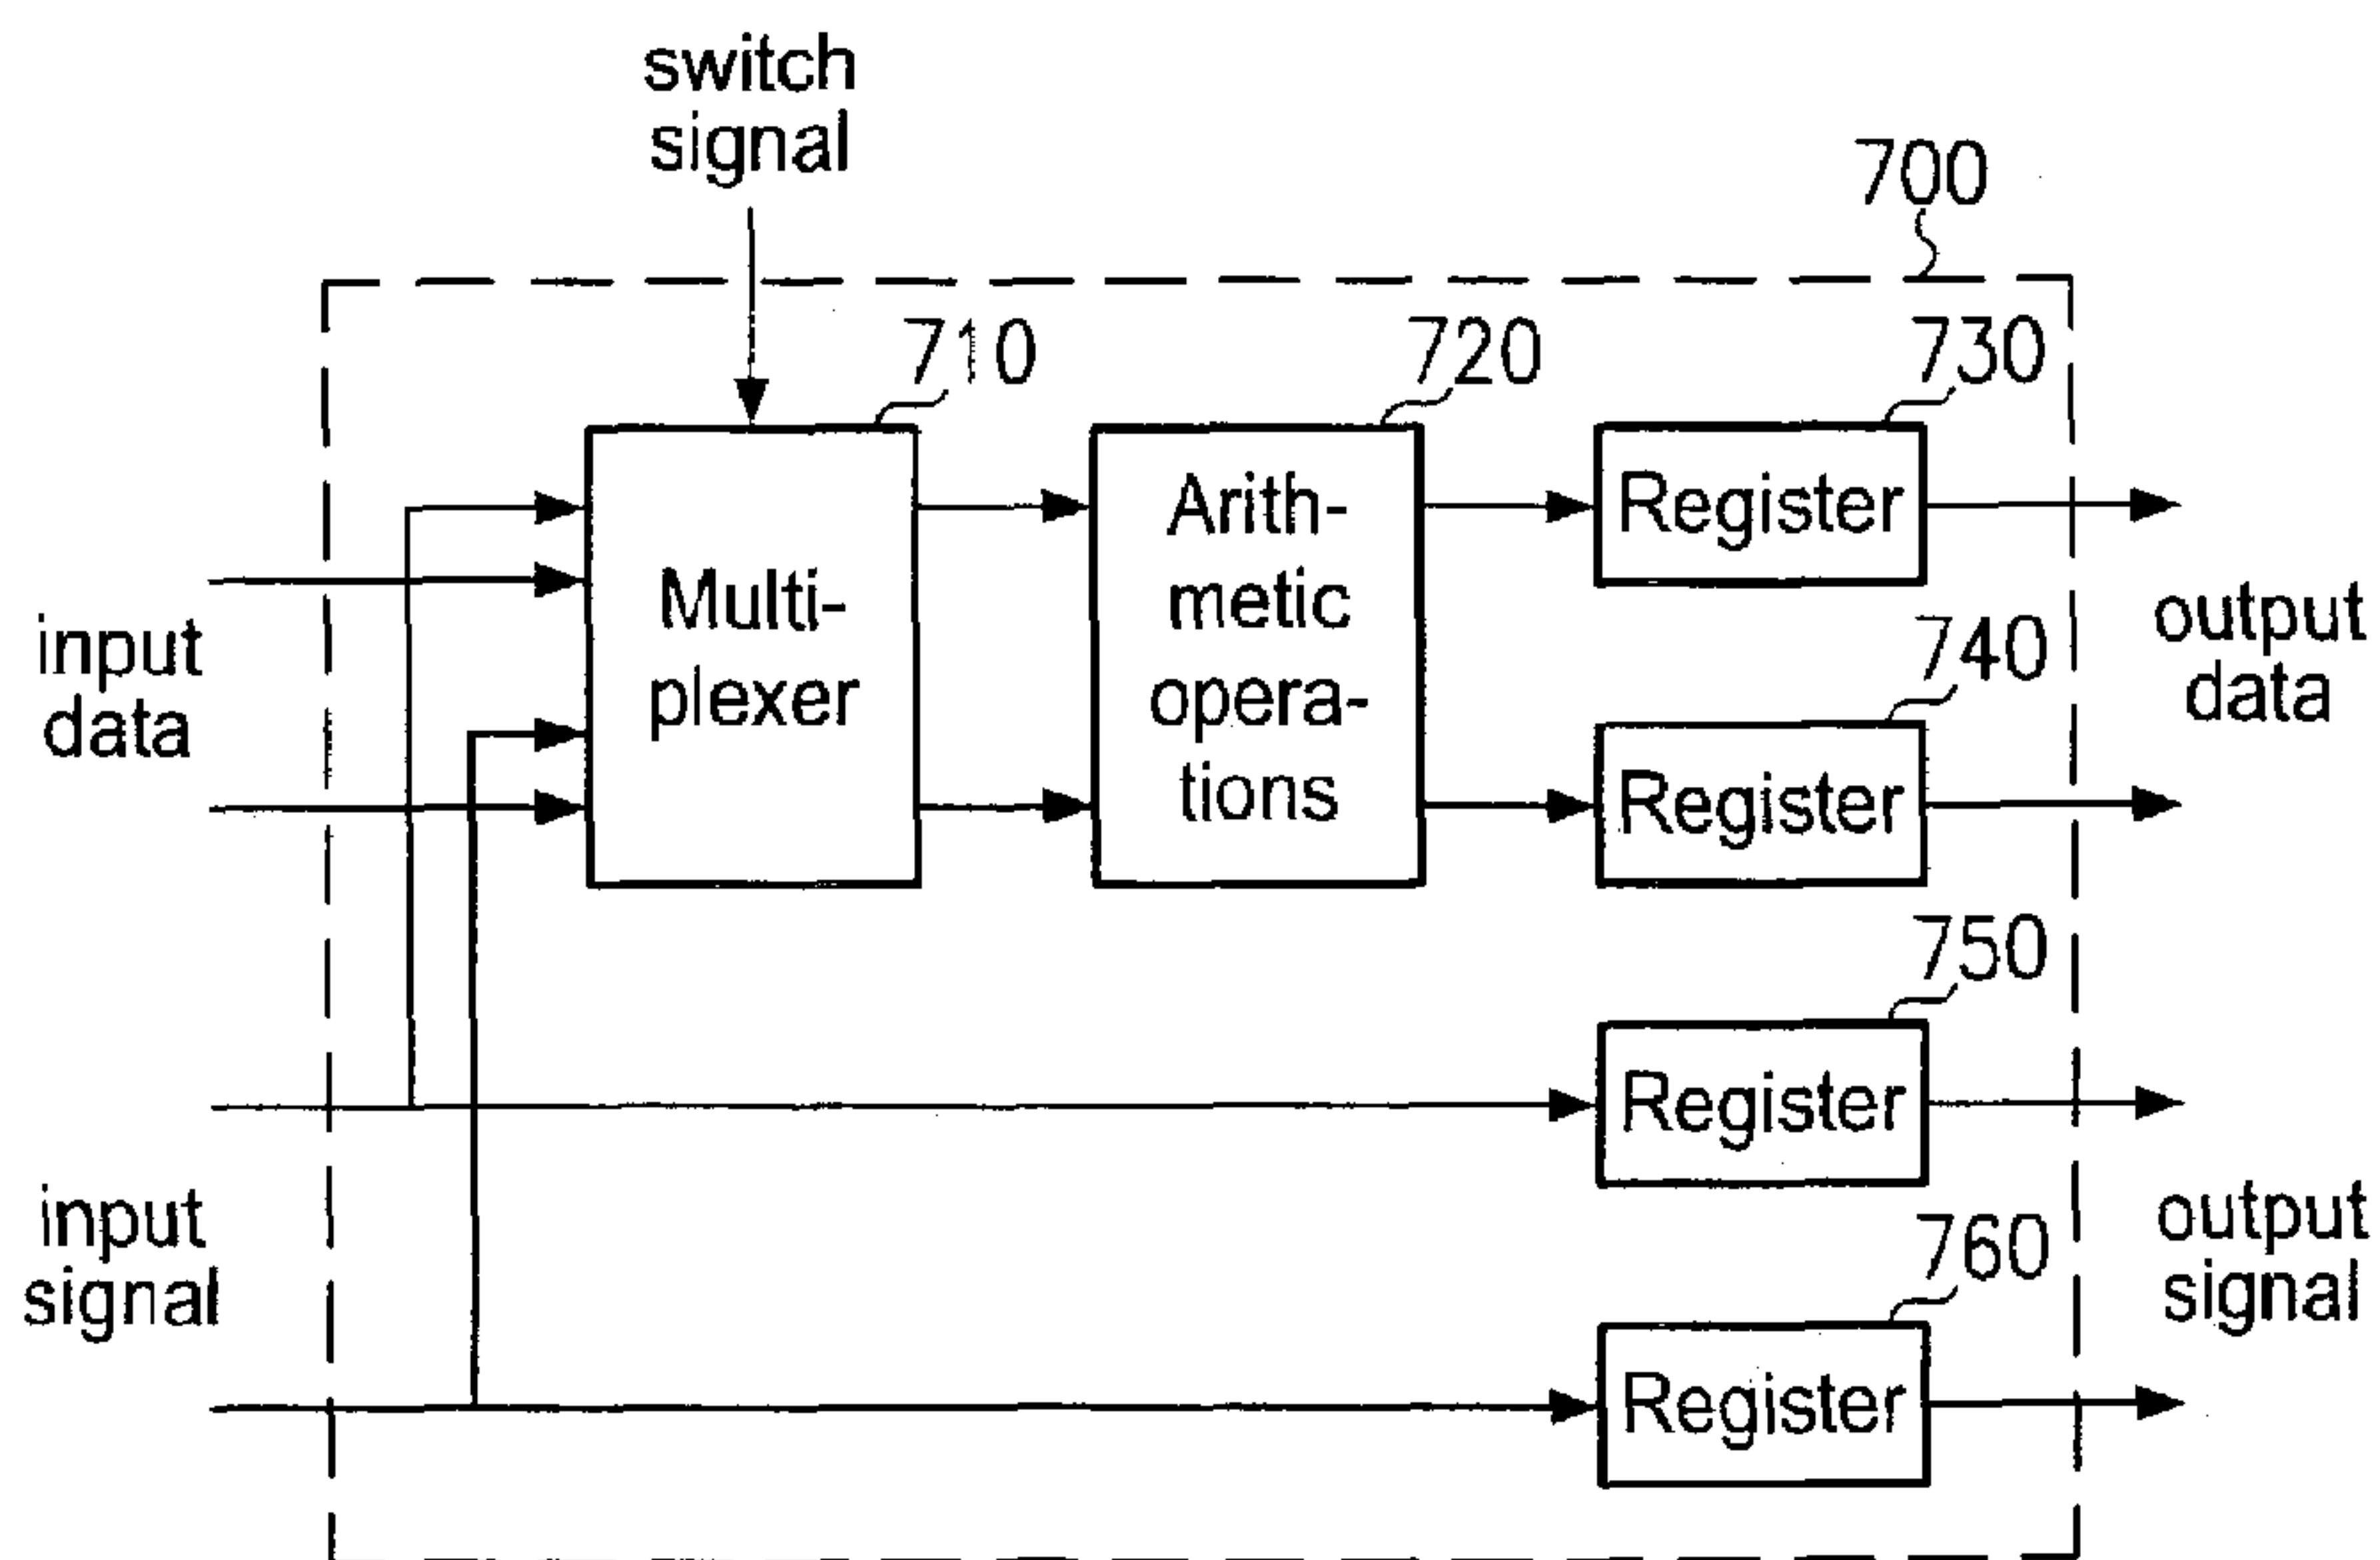 switch
signal
700
710
720
730
Multi-
plexer
Arith-
metic
opera-
tions
Register
input
data
740
output
data
Register
750
Register
input
signal
760
output
signal
Register